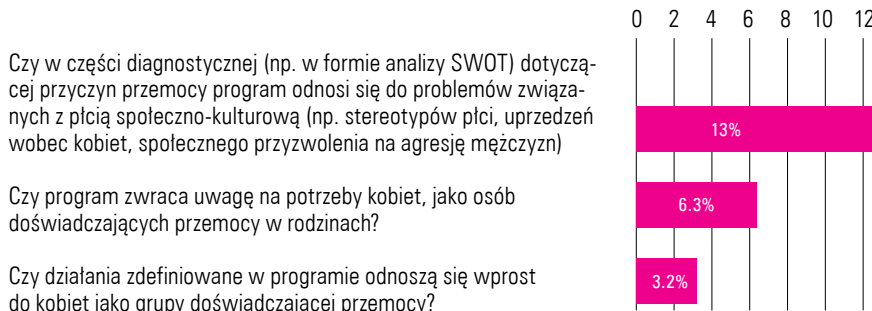 0 2 4 6 8 10 12
Czy w części diagnostycznej (np. w formie analizy SWOT) dotyczą-
cej przyczyn przemocy program odnosi się do problemów związa-
nych z płcią społeczno-kulturową (np. stereotypów płci, uprzedzeń
wobec kobiet, społecznego przyzwolenia na agresję mężczyzn)
13%
Czy program zwraca uwagę na potrzeby kobiet, jako osób
doświadczających przemocy w rodzinach?
6.3%
Czy działania zdefiniowane w programie odnoszą się wprost
do kobiet jako grupy doświadczającej przemocy?
3.2%